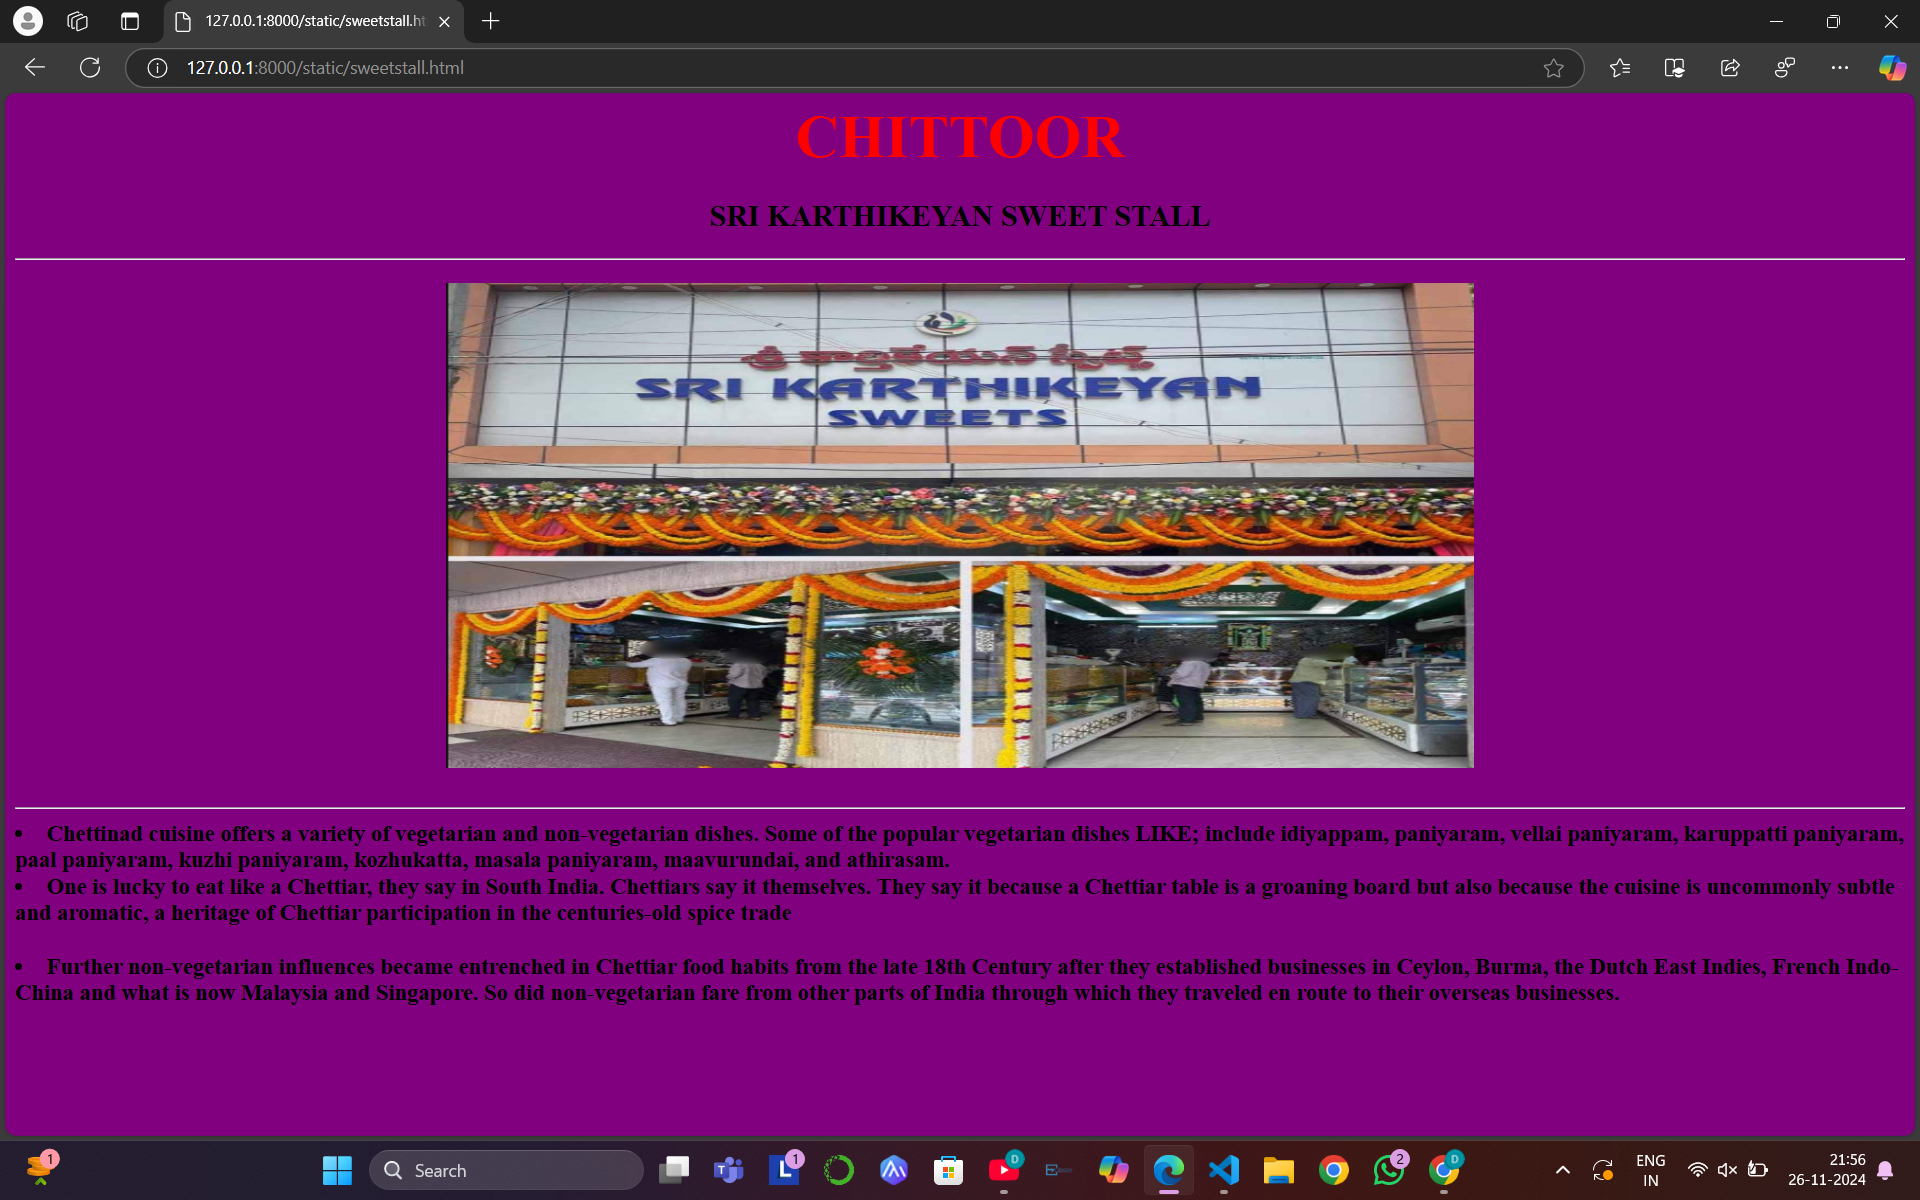 127.0.0.1:8000/static/sweetstall.ht
127.0.0.1:8000/static/sweetstall.html
CHITTOOR
SRI KARTHIKEYAN SWEET STALL
శ్రీ కార్తికేయన్ స్వీట్స్
SRI KARTHIKEYAN
SWEETS
• Chettinad cuisine offers a variety of vegetarian and non-vegetarian dishes. Some of the popular vegetarian dishes LIKE; include idiyappam, paniyaram, vellai paniyaram, karuppatti paniyaram,
paal paniyaram, kuzhi paniyaram, kozhukatta, masala paniyaram, maavurundai, and athirasam.
• One is lucky to eat like a Chettiar, they say in South India. Chettiars say it themselves. They say it because a Chettiar table is a groaning board but also because the cuisine is uncommonly subtle
and aromatic, a heritage of Chettiar participation in the centuries-old spice trade
• Further non-vegetarian influences became entrenched in Chettiar food habits from the late 18th Century after they established businesses in Ceylon, Burma, the Dutch East Indies, French Indo-
China and what is now Malaysia and Singapore. So did non-vegetarian fare from other parts of India through which they traveled en route to their overseas businesses.
1
Search
1
D
2
D
ENG
IN
21:56
26-11-2024